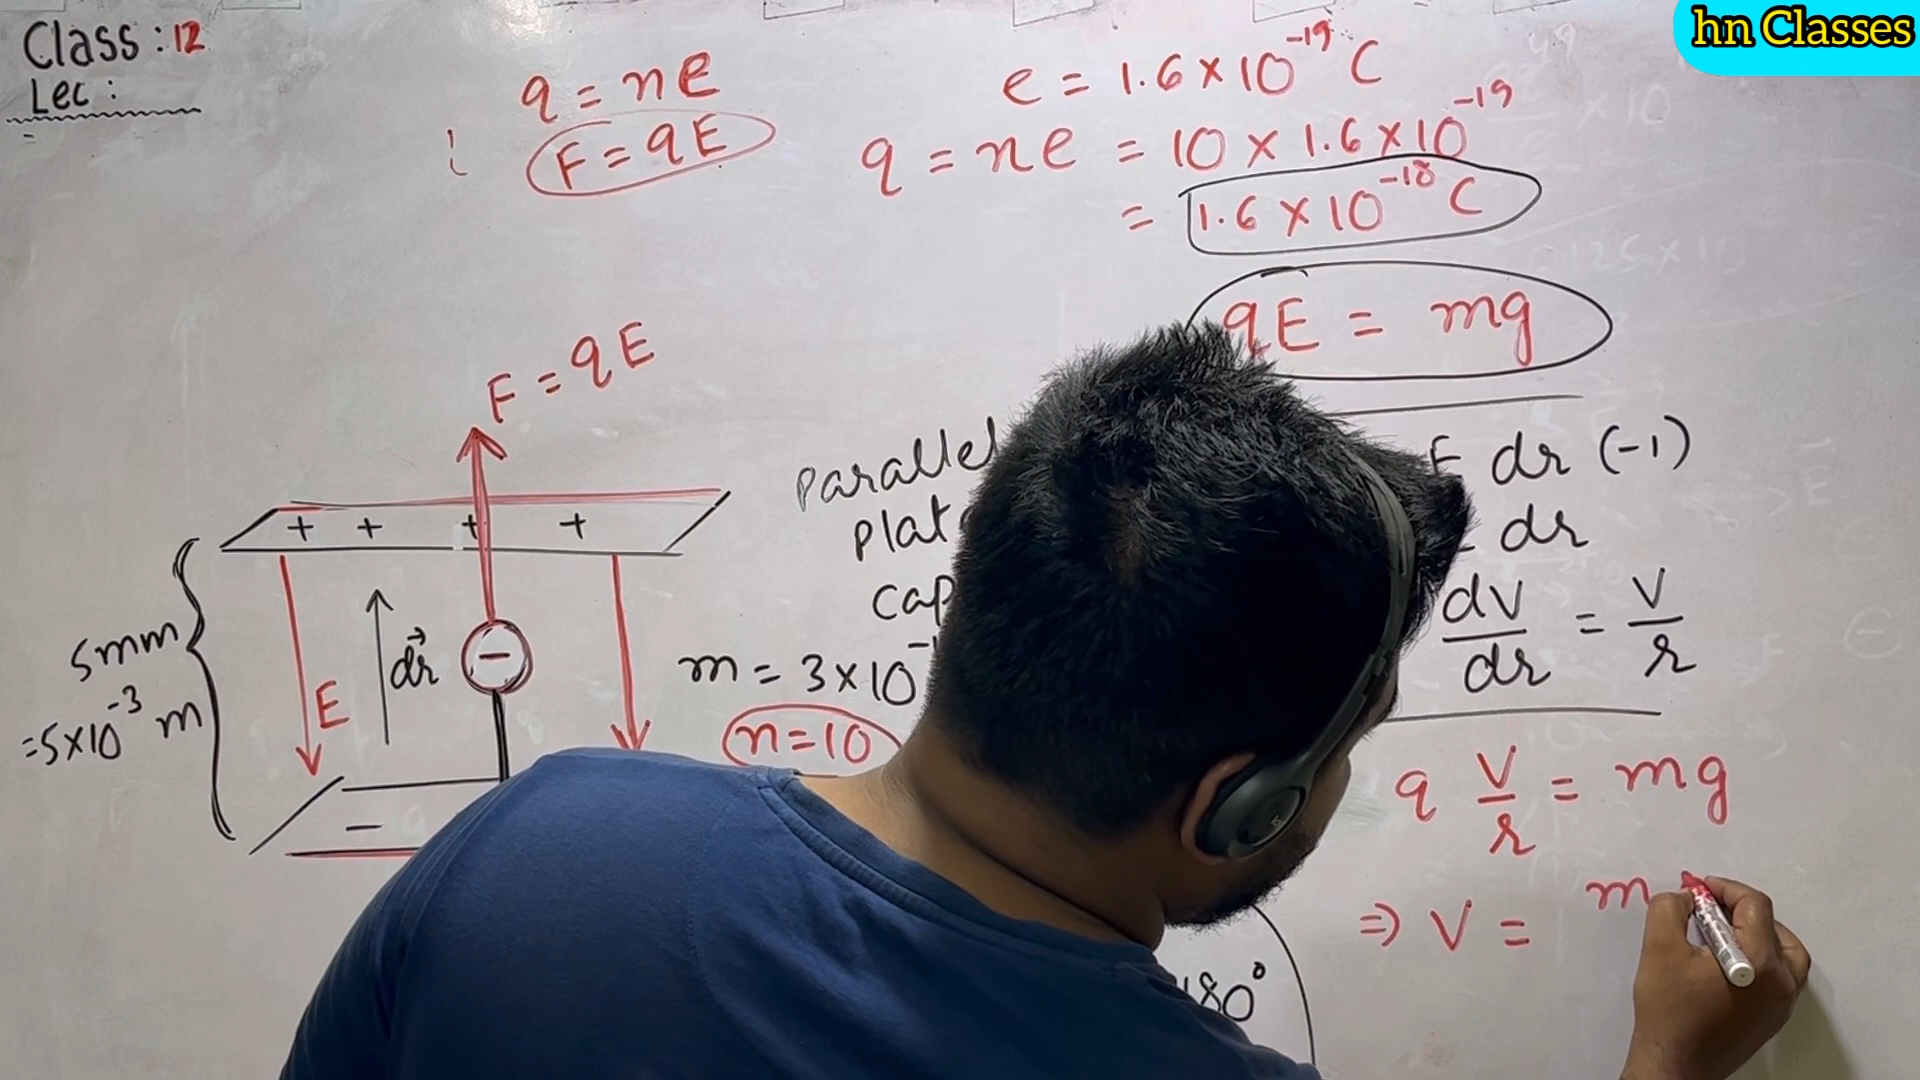 hn Classes
Class : 12
Lec :
q = ne
F = qE
e = 1.6 × 10⁻¹⁹ C
q = ne = 10 × 1.6 × 10⁻¹⁹
= 1.6 × 10⁻¹⁸ C
qE = mg
F = qE
+ + + +
5mm
= 5×10⁻³ m
E
dr⃗
−
−
parallel
m = 3×10
n = 10
dr (-1)
dr
dV/dr = V/r
q V/r = mg
⇒ V = m
180°